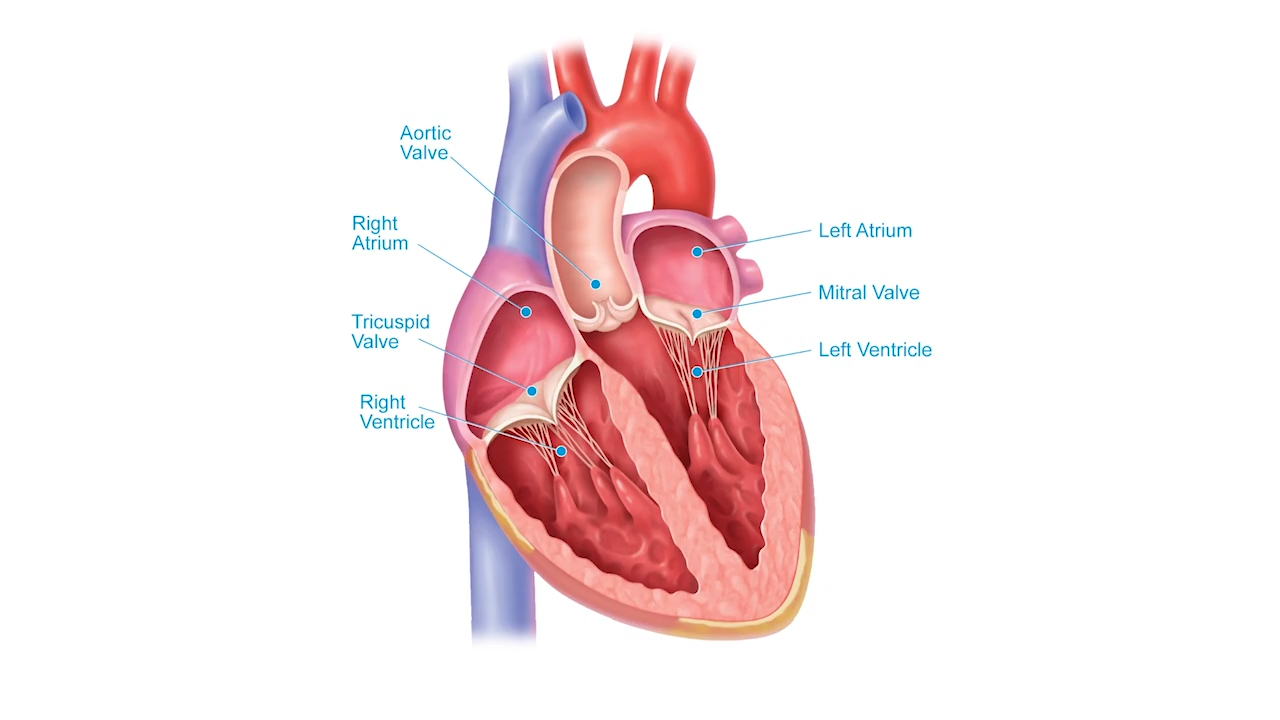 Aortic
Valve
Right
Atrium
Tricuspid
Valve
Right
Ventricle
Left Atrium
Mitral Valve
Left Ventricle